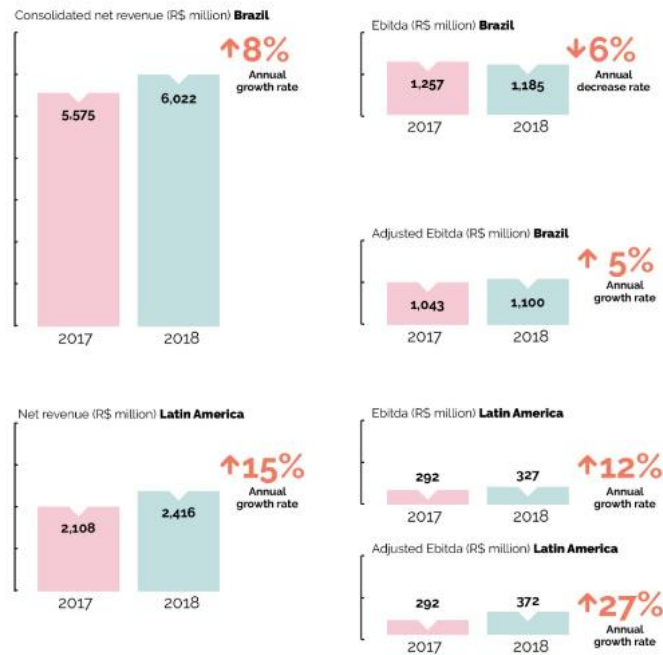 Consolidated net revenue (R$ million) Brazil
↑8%
Annual
growth rate
5,575
6,022
2017
2018
Ebitda (R$ million) Brazil
↓6%
Annual
decrease rate
1,257
1,185
2017
2018
Adjusted Ebitda (R$ million) Brazil
↑ 5%
Annual
growth rate
1,043
1,100
2017
2018
Net revenue (R$ million) Latin America
↑15%
Annual
growth rate
2,108
2,416
2017
2018
Ebitda (R$ million) Latin America
↑12%
Annual
growth rate
292
327
2017
2018
Adjusted Ebitda (R$ million) Latin America
↑27%
Annual
growth rate
292
372
2017
2018